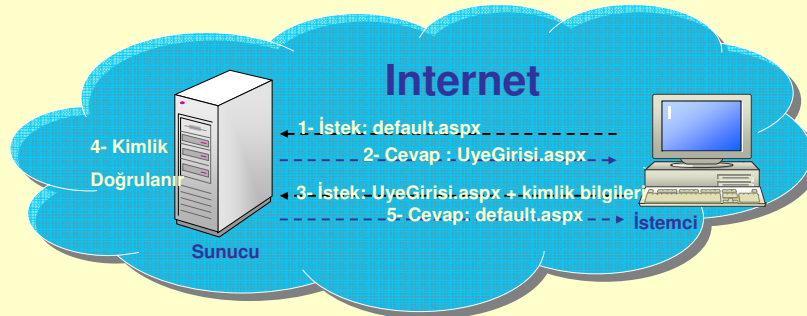 Internet
1- İstek: default.aspx
4- Kimlik
Doğrulanır
2- Cevap : UyeGirisi.aspx
3- İstek: UyeGirisi.aspx + kimlik bilgileri
5- Cevap: default.aspx
İstemci
Sunucu